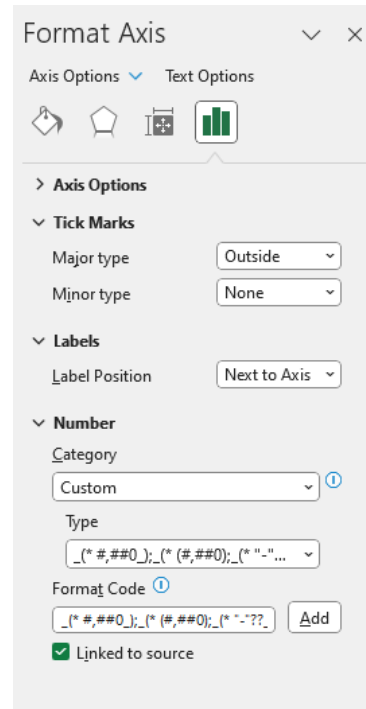 Format Axis
Axis Options Text Options
Axis Options
Tick Marks
Major type Outside
Minor type None
Labels
Label Position Next to Axis
Number
Category
Custom
Type
_(* #,##0_);_(* (#,##0);_(* "-"...
Format Code
_(* #,##0_);_(* (#,##0);_(* "-"??_ Add
Linked to source